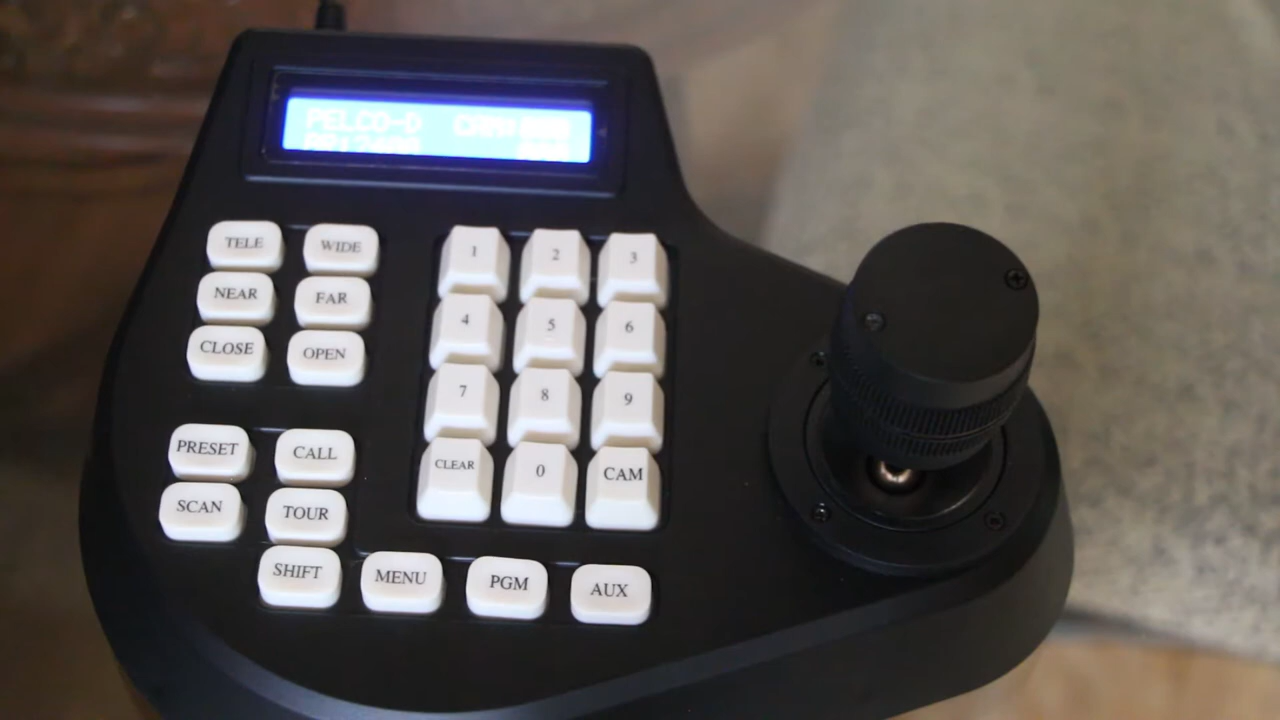 PELCO-D CAM:
TELE WIDE
NEAR FAR
CLOSE OPEN
1 2 3
4 5 6
7 8 9
CLEAR 0 CAM
PRESET CALL
SCAN TOUR
SHIFT MENU PGM AUX